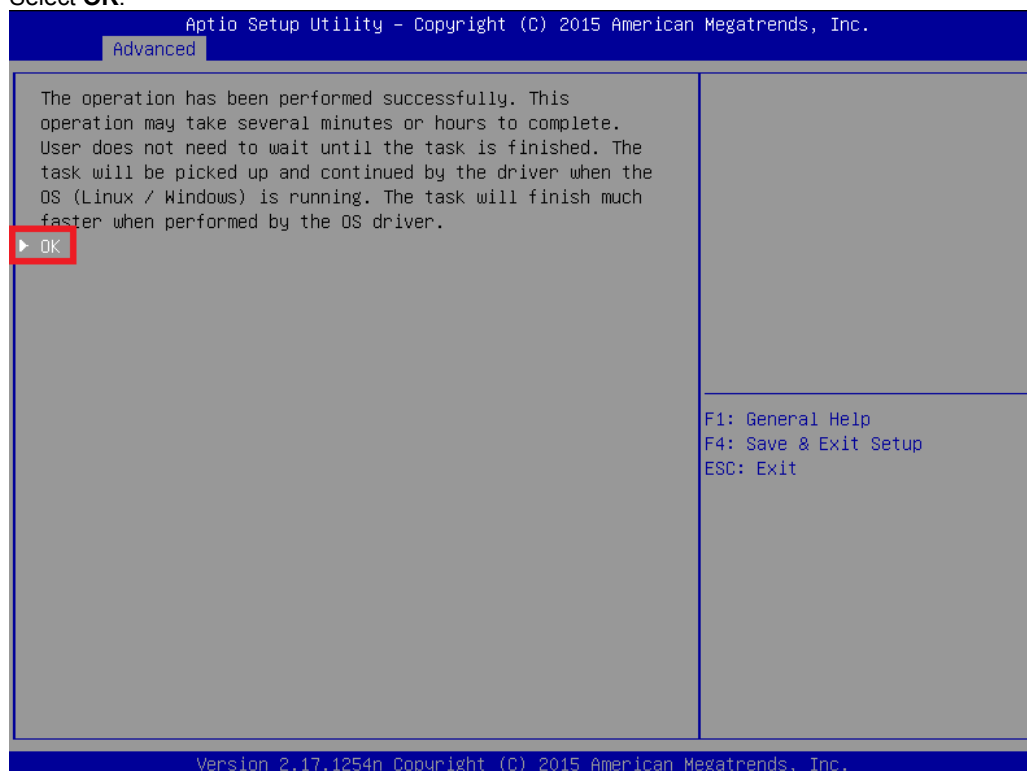 Select OK.
Aptio Setup Utility – Copyright (C) 2015 American Megatrends, Inc.
Advanced
The operation has been performed successfully. This
operation may take several minutes or hours to complete.
User does not need to wait until the task is finished. The
task will be picked up and continued by the driver when the
OS (Linux / Windows) is running. The task will finish much
faster when performed by the OS driver.
▶ OK
F1: General Help
F4: Save & Exit Setup
ESC: Exit
Version 2.17.1254n Copyright (C) 2015 American Megatrends, Inc.